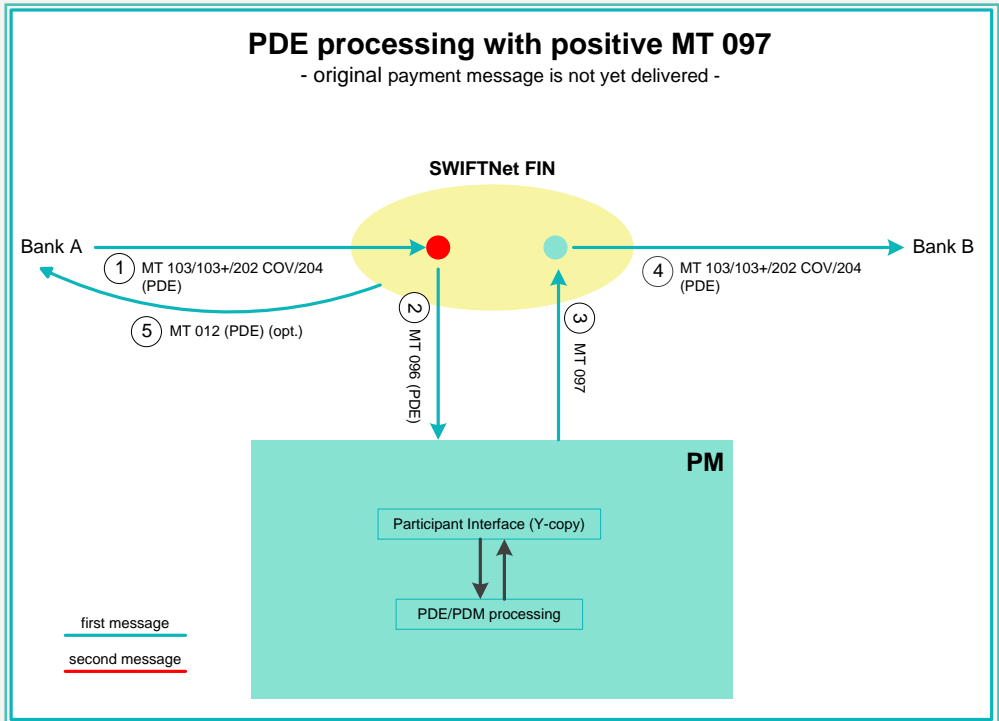 PDE processing with positive MT 097
- original payment message is not yet delivered -
SWIFTNet FIN
Bank A
Bank B
1 MT 103/103+/202 COV/204
(PDE)
4 MT 103/103+/202 COV/204
(PDE)
5 MT 012 (PDE) (opt.)
2 MT 096 (PDE)
3 MT 097
PM
Participant Interface (Y-copy)
PDE/PDM processing
first message
second message